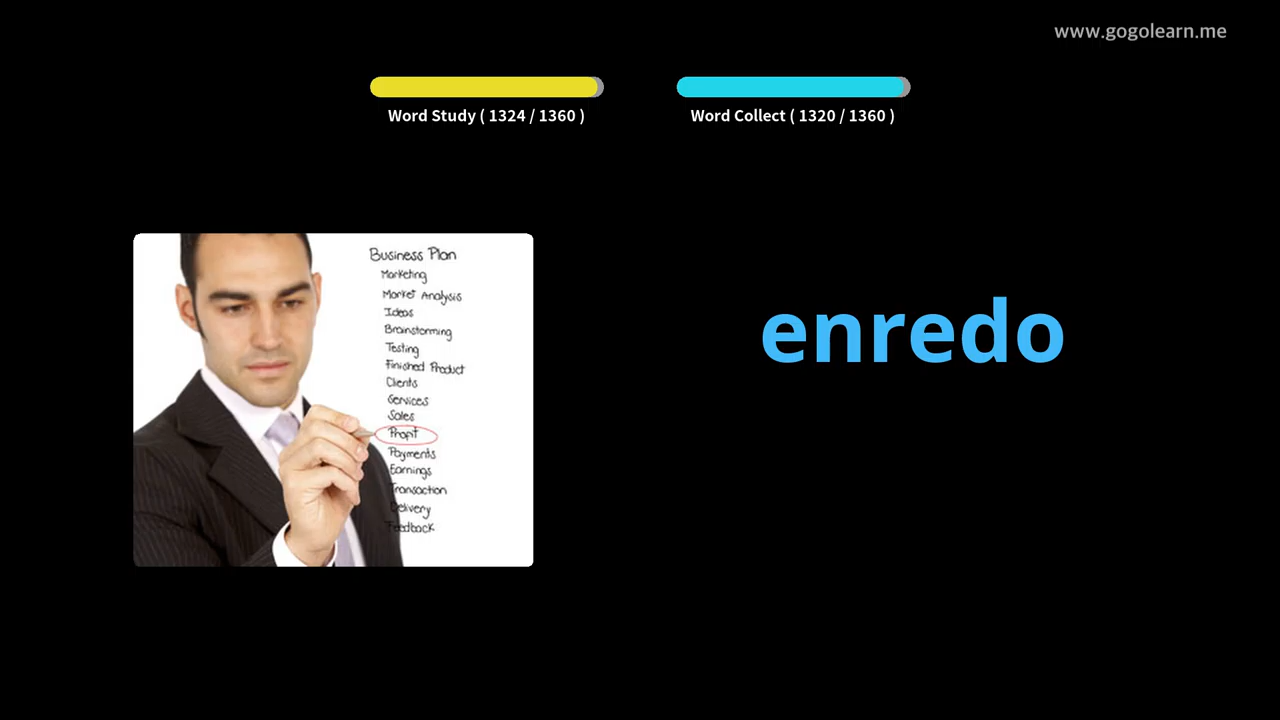 www.gogolearn.me
Word Study ( 1324 / 1360 )
Word Collect ( 1320 / 1360 )
Business Plan
Marketing
Market Analysis
Ideas
Brainstorming
Testing
Finished Product
Clients
Services
Sales
Profit
Payments
Earnings
Transaction
Delivery
Feedback
enredo